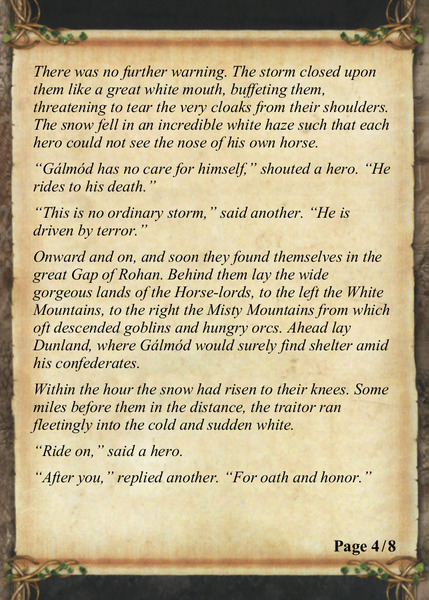 There was no further warning. The storm closed upon
them like a great white mouth, buffeting them,
threatening to tear the very cloaks from their shoulders.
The snow fell in an incredible white haze such that each
hero could not see the nose of his own horse.
“Gálmód has no care for himself,” shouted a hero. “He
rides to his death.”
“This is no ordinary storm,” said another. “He is
driven by terror.”
Onward and on, and soon they found themselves in the
great Gap of Rohan. Behind them lay the wide
gorgeous lands of the Horse-lords, to the left the White
Mountains, to the right the Misty Mountains from which
oft descended goblins and hungry orcs. Ahead lay
Dunland, where Gálmód would surely find shelter amid
his confederates.
Within the hour the snow had risen to their knees. Some
miles before them in the distance, the traitor ran
fleetingly into the cold and sudden white.
“Ride on,” said a hero.
“After you,” replied another. “For oath and honor.”
Page 4/8